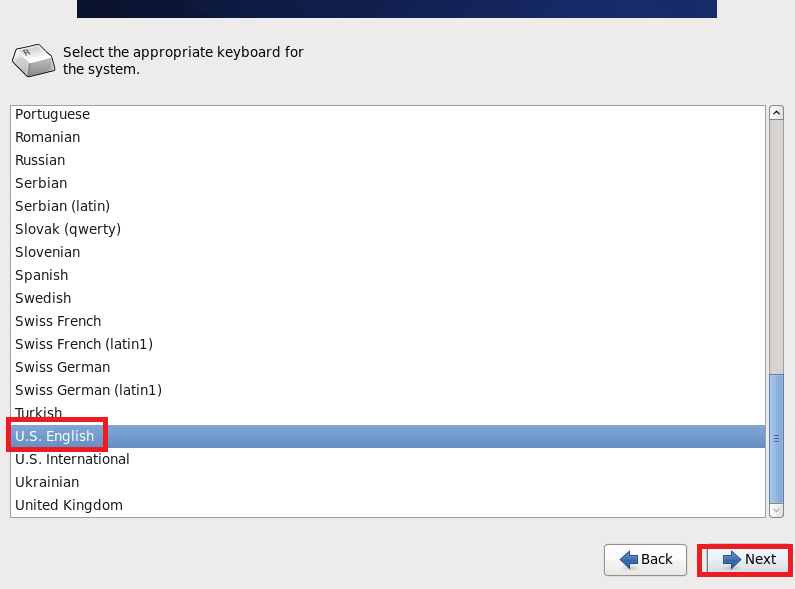 Select the appropriate keyboard for
the system.
Portuguese
Romanian
Russian
Serbian
Serbian (latin)
Slovak (qwerty)
Slovenian
Spanish
Swedish
Swiss French
Swiss French (latin1)
Swiss German
Swiss German (latin1)
Turkish
U.S. English
U.S. International
Ukrainian
United Kingdom
Back
Next